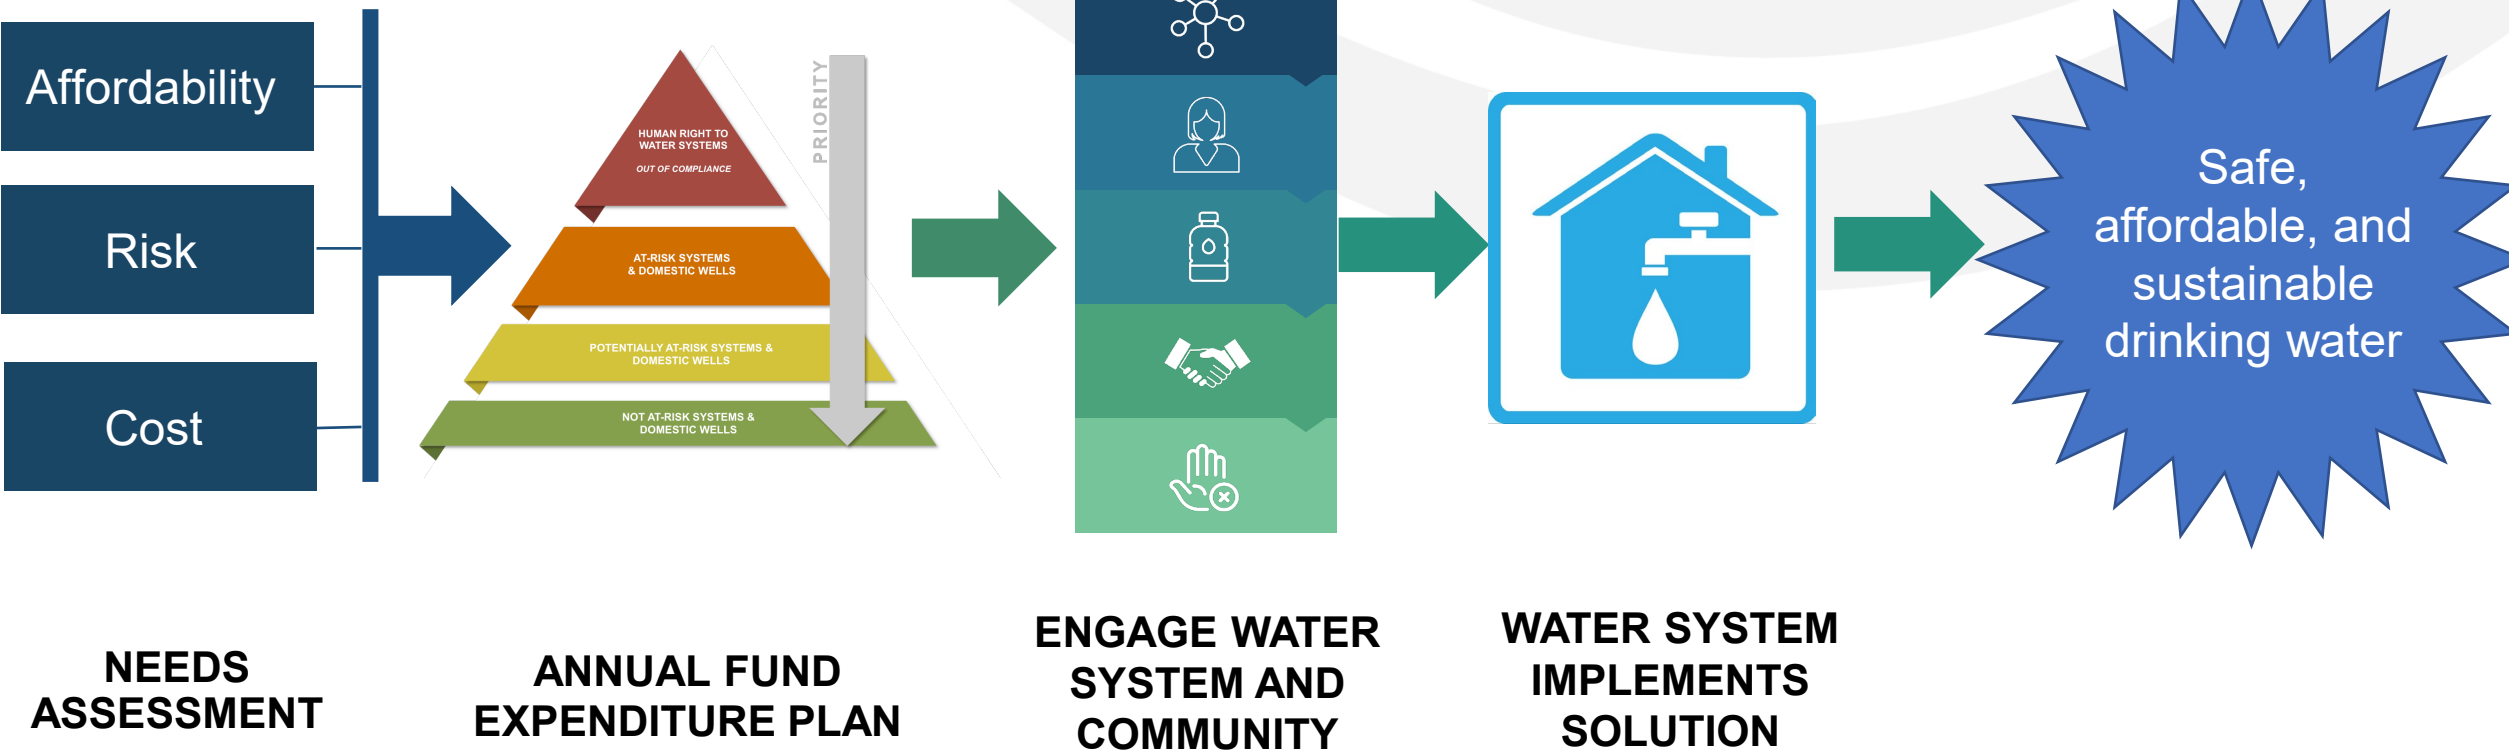 Affordability
Risk
Cost
HUMAN RIGHT TO
WATER SYSTEMS
OUT OF COMPLIANCE
AT-RISK SYSTEMS
& DOMESTIC WELLS
POTENTIALLY AT-RISK SYSTEMS &
DOMESTIC WELLS
NOT AT-RISK SYSTEMS &
DOMESTIC WELLS
PRIORITY
Safe,
affordable, and
sustainable
drinking water
NEEDS
ASSESSMENT
ANNUAL FUND
EXPENDITURE PLAN
ENGAGE WATER
SYSTEM AND
COMMUNITY
WATER SYSTEM
IMPLEMENTS
SOLUTION